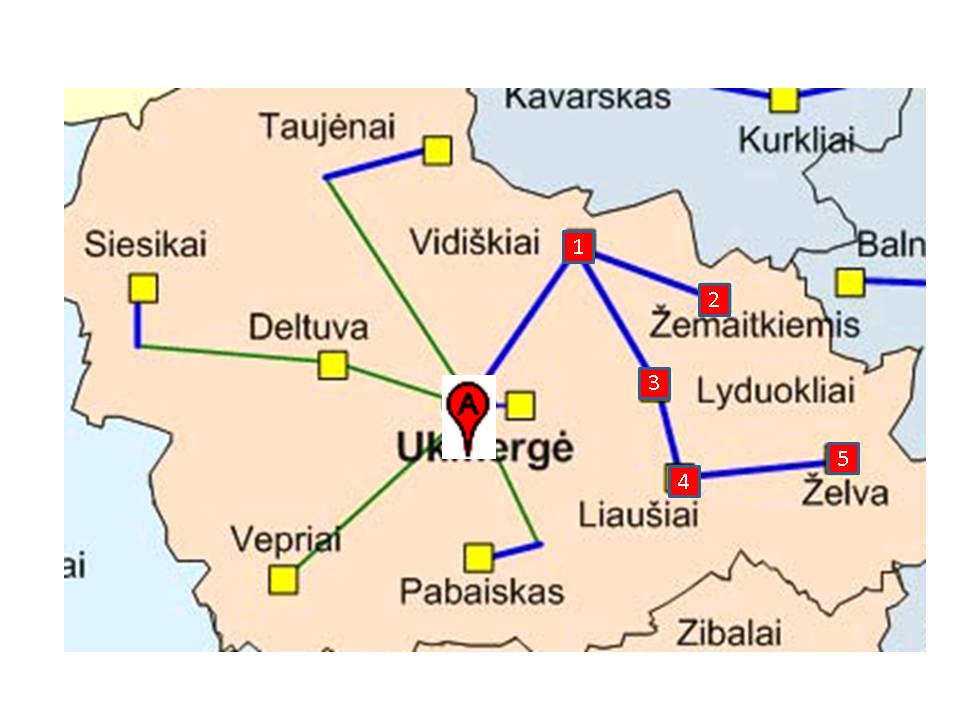 Kavarskas
Taujėnai
Kurkliai
Vidiškiai
1
Siesikai
Baln
2
Deltuva
Žemaitkiemis
3
Lyduokliai
A
Ukmergė
5
4
Želva
Liaušiai
Vepriai
ai
Pabaiskas
Zibalai